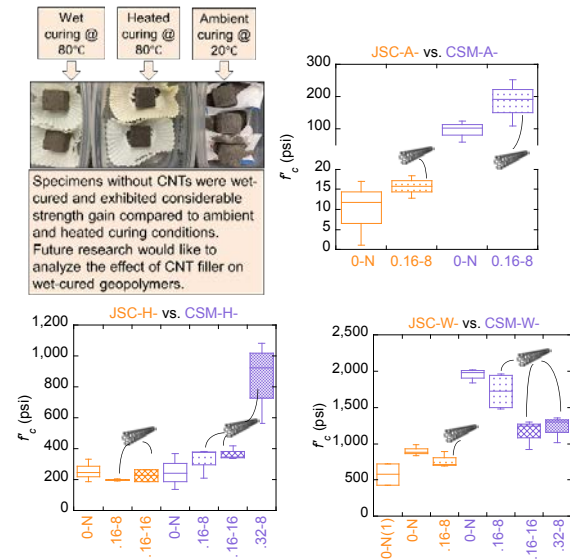 Wet
curing @
80℃
Heated
curing @
80℃
Ambient
curing @
20℃
Specimens without CNTs were wet-
cured and exhibited considerable
strength gain compared to ambient
and heated curing conditions.
Future research would like to
analyze the effect of CNT filler on
wet-cured geopolymers.
JSC-A- vs. CSM-A-
f'c (psi)
300
200
100
20
15
10
5
0
0-N
0.16-8
0-N
0.16-8
JSC-H- vs. CSM-H-
f'c (psi)
1,200
1,000
800
600
400
200
0
0-N
.16-8
.16-16
0-N
.16-8
.16-16
.32-8
JSC-W- vs. CSM-W-
f'c (psi)
2,500
2,000
1,500
1,000
500
0
0-N(1)
0-N
.16-8
0-N
.16-8
.16-16
.32-8